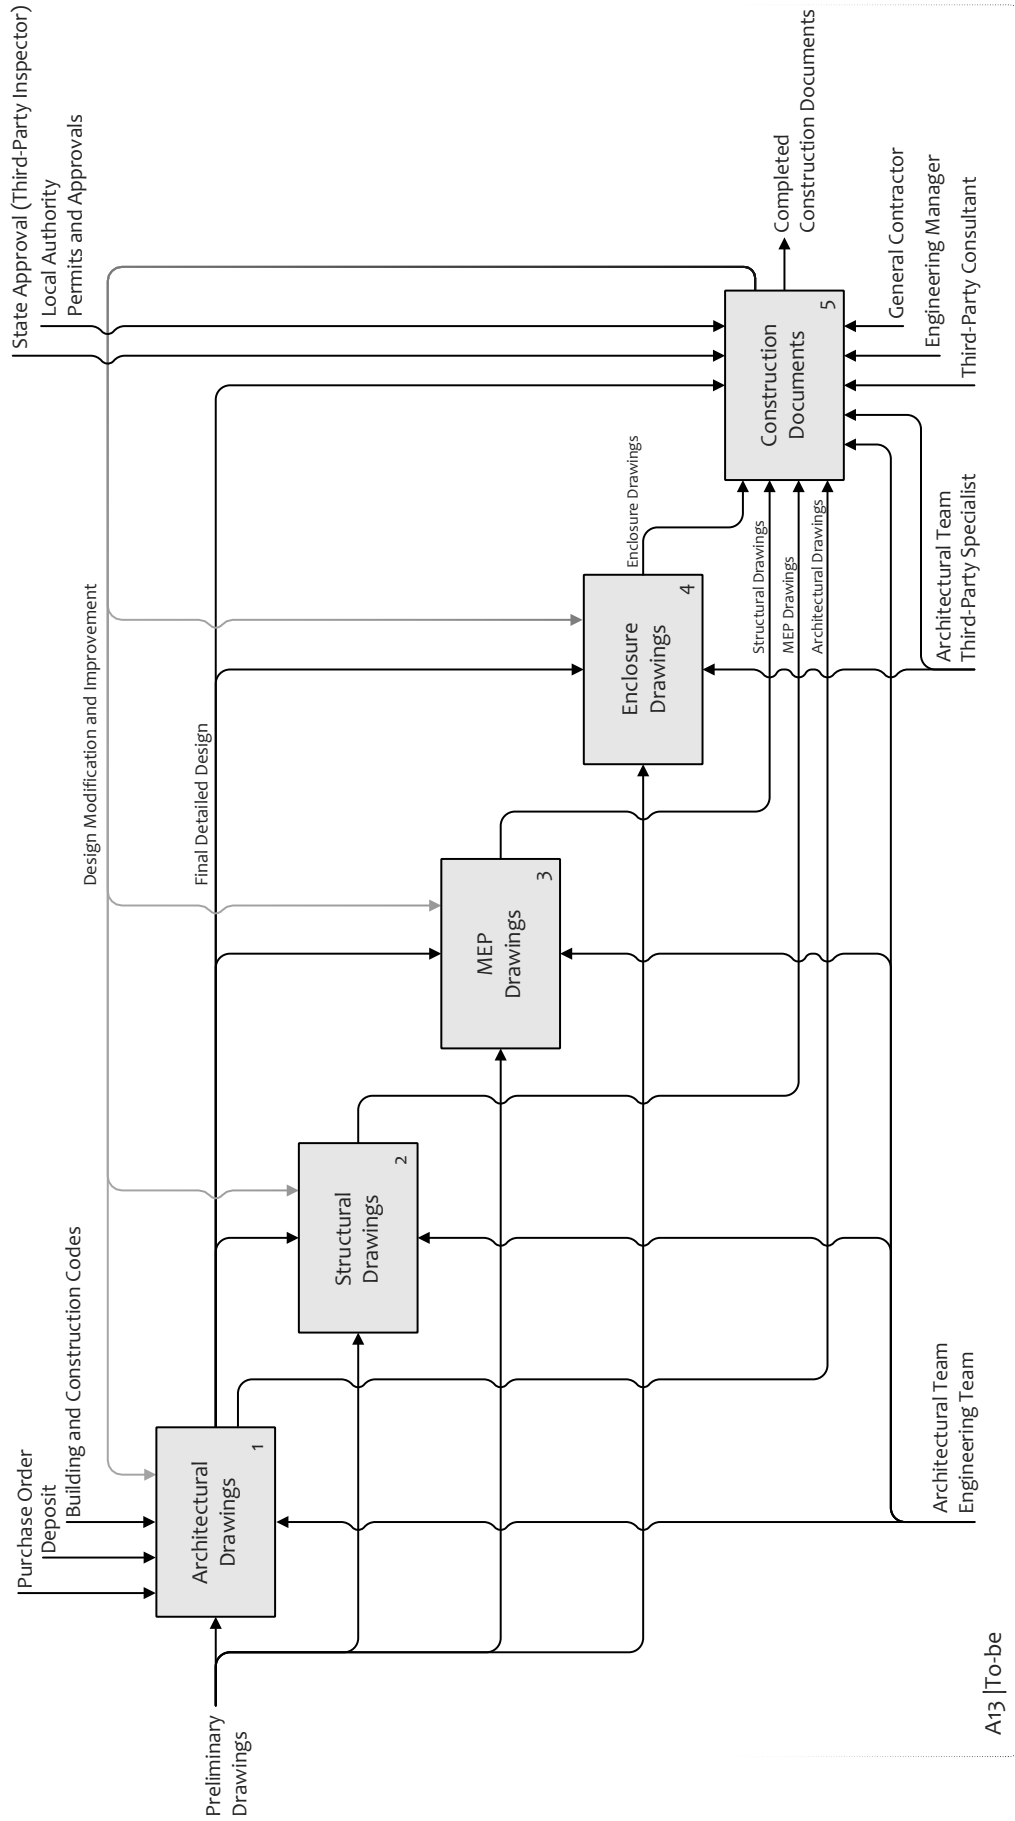 Purchase Order
Deposit
Building and Construction Codes
State Approval (Third-Party Inspector)
Local Authority
Permits and Approvals
Design Modification and Improvement
Final Detailed Design
Preliminary
Drawings
Architectural
Drawings
1
Structural
Drawings
2
MEP
Drawings
3
Enclosure
Drawings
4
Enclosure Drawings
Structural Drawings
MEP Drawings
Architectural Drawings
Construction
Documents
5
Completed
Construction Documents
Architectural Team
Engineering Team
Architectural Team
Third-Party Specialist
General Contractor
Engineering Manager
Third-Party Consultant
A13 |To-be